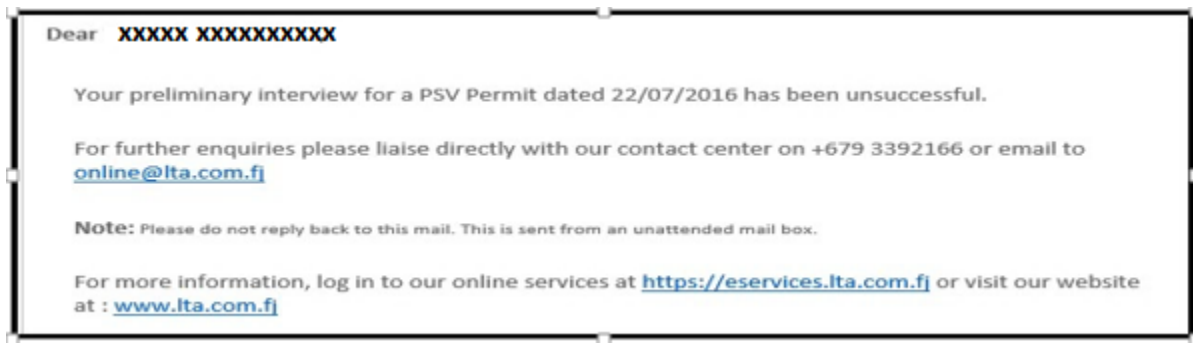 Dear XXXXX XXXXXXXXXX
Your preliminary interview for a PSV Permit dated 22/07/2016 has been unsuccessful.
For further enquiries please liaise directly with our contact center on +679 3392166 or email to
online@lta.com.fj
Note: Please do not reply back to this mail. This is sent from an unattended mail box.
For more information, log in to our online services at https://eservices.lta.com.fj or visit our website
at : www.lta.com.fj